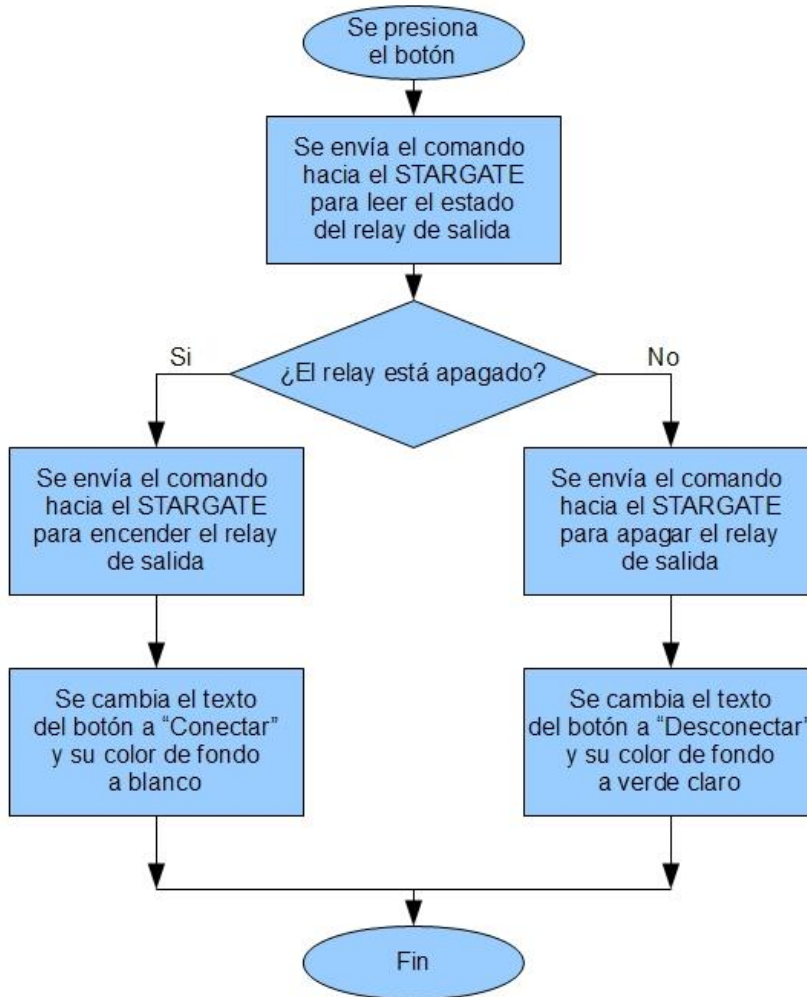 Se presiona
el botón
Se envía el comando
hacia el STARGATE
para leer el estado
del relay de salida
¿El relay está apagado?
Si
No
Se envía el comando
hacia el STARGATE
para encender el relay
de salida
Se envía el comando
hacia el STARGATE
para apagar el relay
de salida
Se cambia el texto
del botón a “Conectar”
y su color de fondo
a blanco
Se cambia el texto
del botón a “Desconectar”
y su color de fondo
a verde claro
Fin